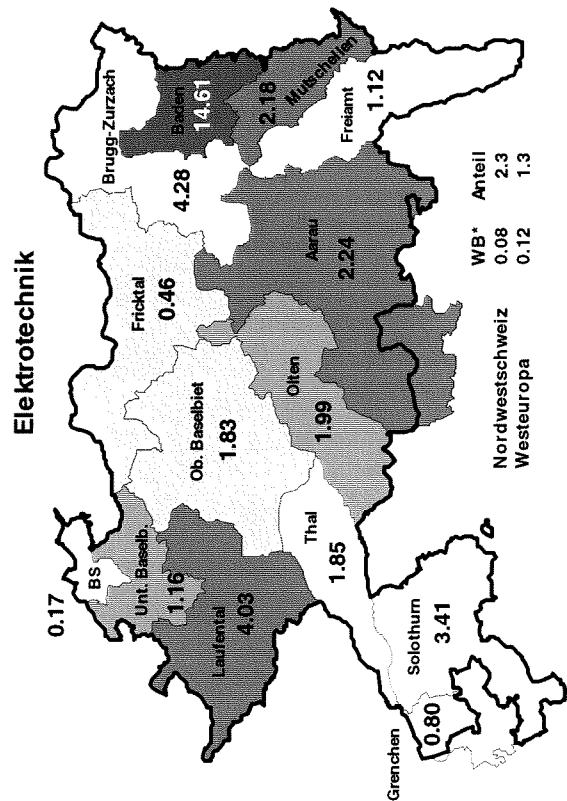 Elektrotechnik
0.17
BS
Unt. Baselb.
1.16
Laufental
4.03
Fricktal
0.46
Ob. Baselbiet
1.83
Brugg-Zurzach
4.28
Baden
14.61
Mutschellen
2.18
Freiamt
1.12
Aarau
2.24
Olten
1.99
Thal
1.85
Solothurn
3.41
Grenchen
0.80
WB* Anteil
Nordwestschweiz 0.08 2.3
Westeuropa 0.12 1.3